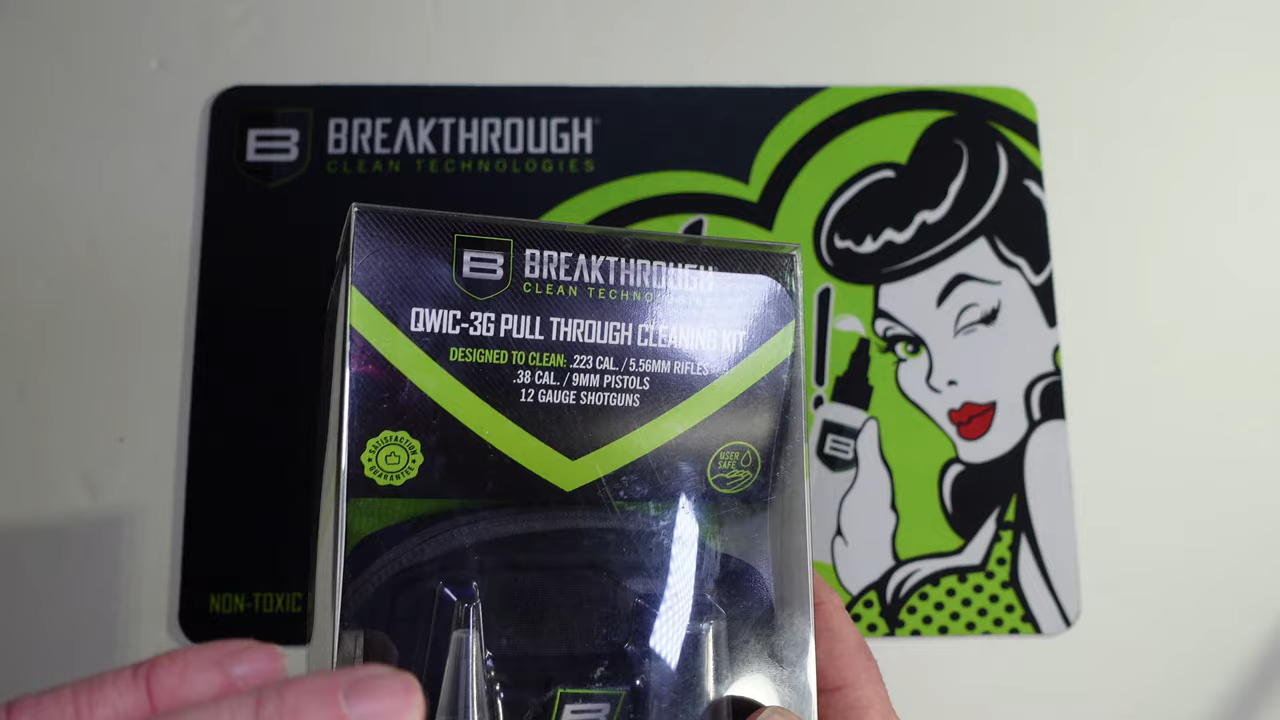 BREAKTHROUGH
CLEAN TECHNOLOGIES
B
B
BREAKTHROUGH
CLEAN TECHNOLOGIES
QWIC-3G PULL THROUGH CLEANING KIT
DESIGNED TO CLEAN: .223 CAL. / 5.56MM RIFLES
.38 CAL. / 9MM PISTOLS
12 GAUGE SHOTGUNS
SATISFACTION
GUARANTEE
USER
SAFE
B
NON-TOXIC
B